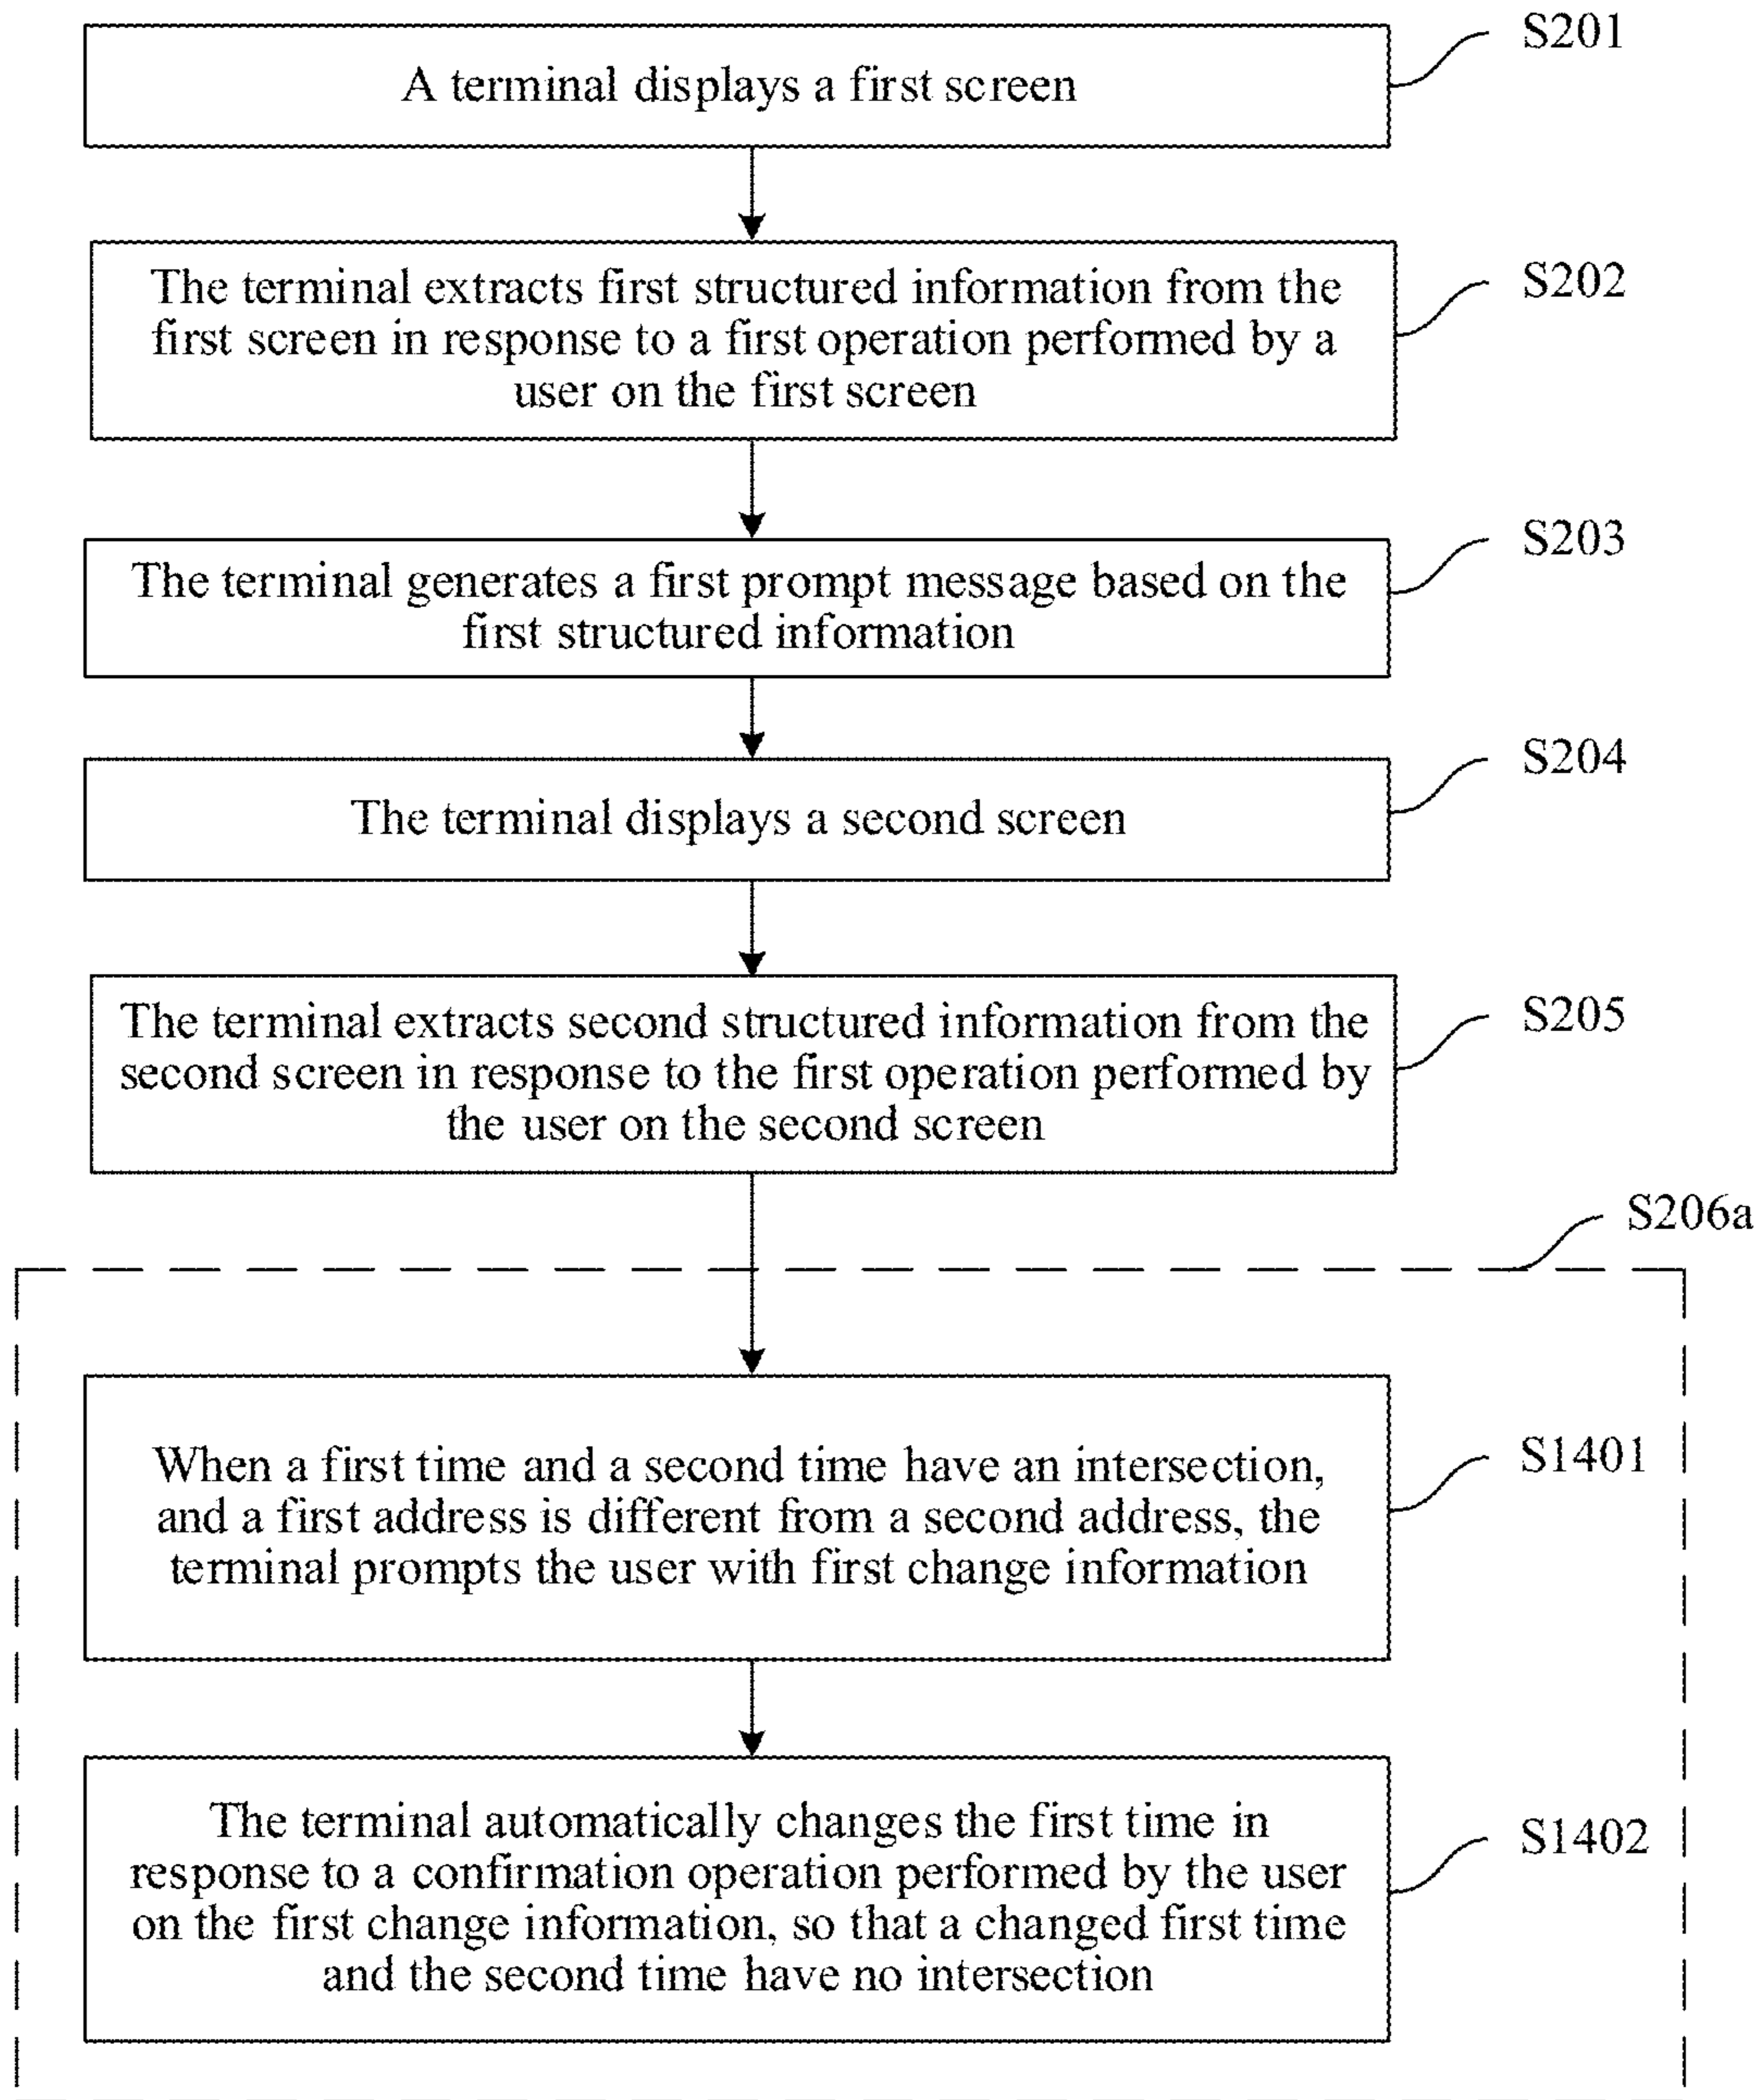 S201
A terminal displays a first screen
S202
The terminal extracts first structured information from the
first screen in response to a first operation performed by a
user on the first screen
S203
The terminal generates a first prompt message based on the
first structured information
S204
The terminal displays a second screen
S205
The terminal extracts second structured information from the
second screen in response to the first operation performed by
the user on the second screen
S206a
When a first time and a second time have an intersection,
and a first address is different from a second address, the
terminal prompts the user with first change information
S1401
The terminal automatically changes the first time in
response to a confirmation operation performed by the user
on the first change information, so that a changed first time
and the second time have no intersection
S1402